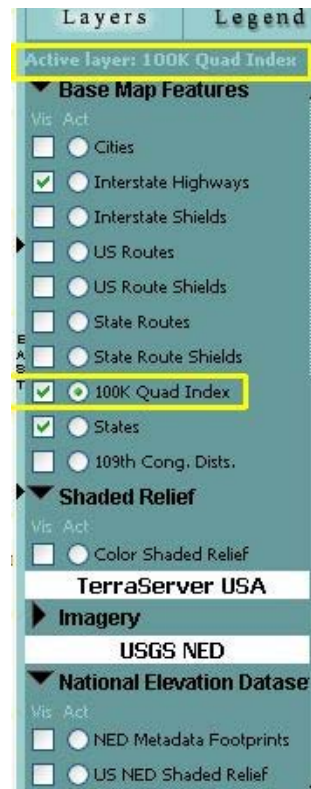 Layers Legend
Active layer: 100K Quad Index
Base Map Features
Vis Act
Cities
Interstate Highways
Interstate Shields
US Routes
US Route Shields
State Routes
State Route Shields
100K Quad Index
States
109th Cong. Dists.
E
A
S
T
Shaded Relief
Vis Act
Color Shaded Relief
TerraServer USA
Imagery
USGS NED
National Elevation Datase
Vis Act
NED Metadata Footprints
US NED Shaded Relief